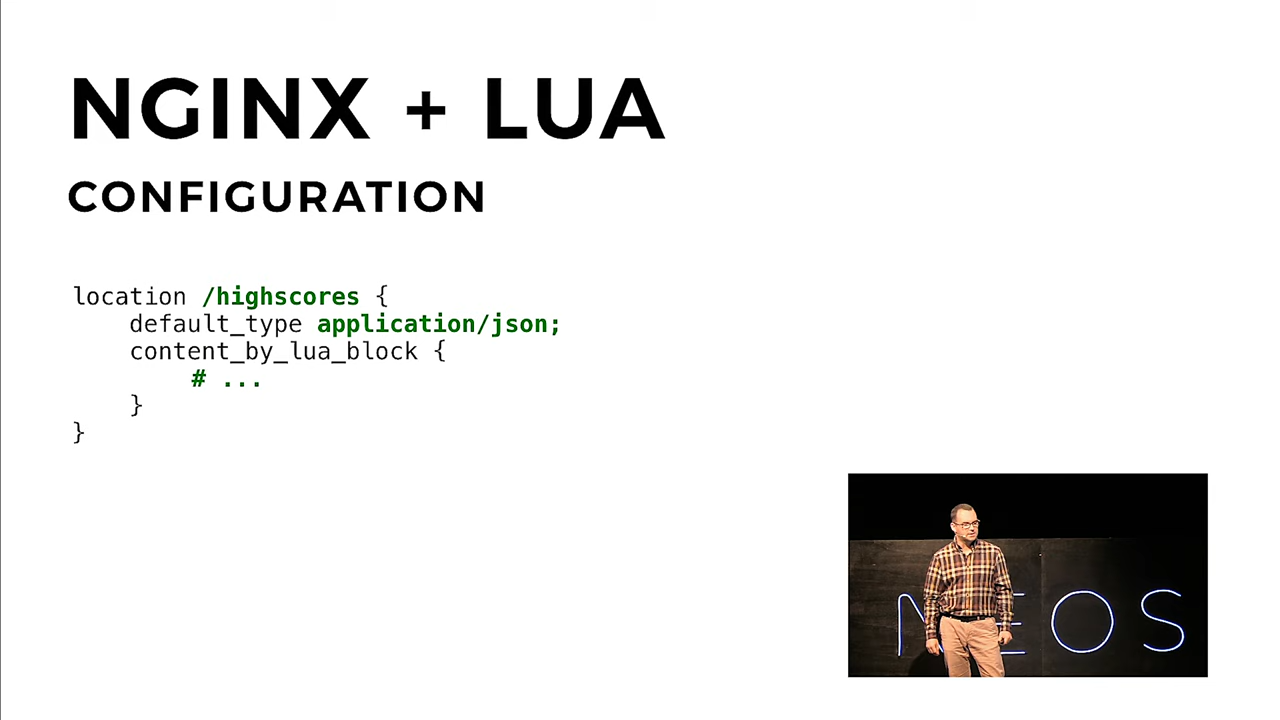 NGINX + LUA
CONFIGURATION
location /highscores {
    default_type application/json;
    content_by_lua_block {
        # ...
    }
}
NEOS